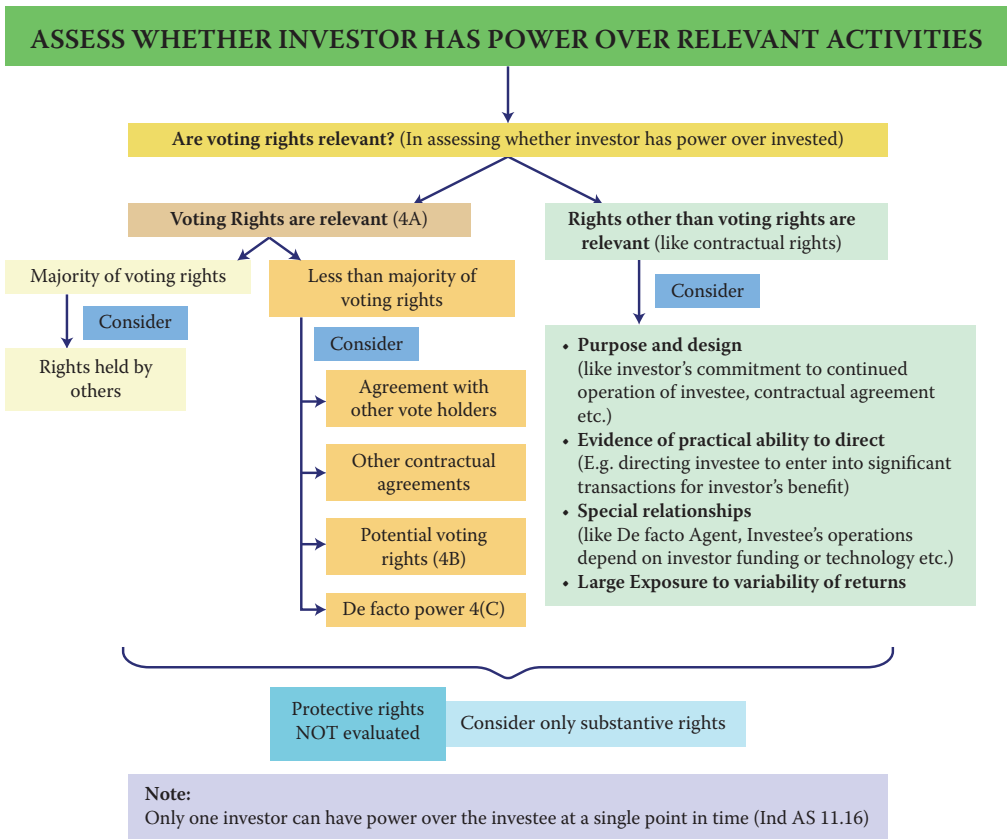 ASSESS WHETHER INVESTOR HAS POWER OVER RELEVANT ACTIVITIES
Are voting rights relevant? (In assessing whether investor has power over invested)
Voting Rights are relevant (4A)
Majority of voting rights
Consider
Rights held by
others
Less than majority of
voting rights
Consider
Agreement with
other vote holders
Other contractual
agreements
Potential voting
rights (4B)
De facto power 4(C)
Rights other than voting rights are
relevant (like contractual rights)
Consider
• Purpose and design
(like investor's commitment to continued
operation of investee, contractual agreement
etc.)
• Evidence of practical ability to direct
(E.g. directing investee to enter into significant
transactions for investor's benefit)
• Special relationships
(like De facto Agent, Investee's operations
depend on investor funding or technology etc.)
• Large Exposure to variability of returns
Protective rights
NOT evaluated
Consider only substantive rights
Note:
Only one investor can have power over the investee at a single point in time (Ind AS 11.16)